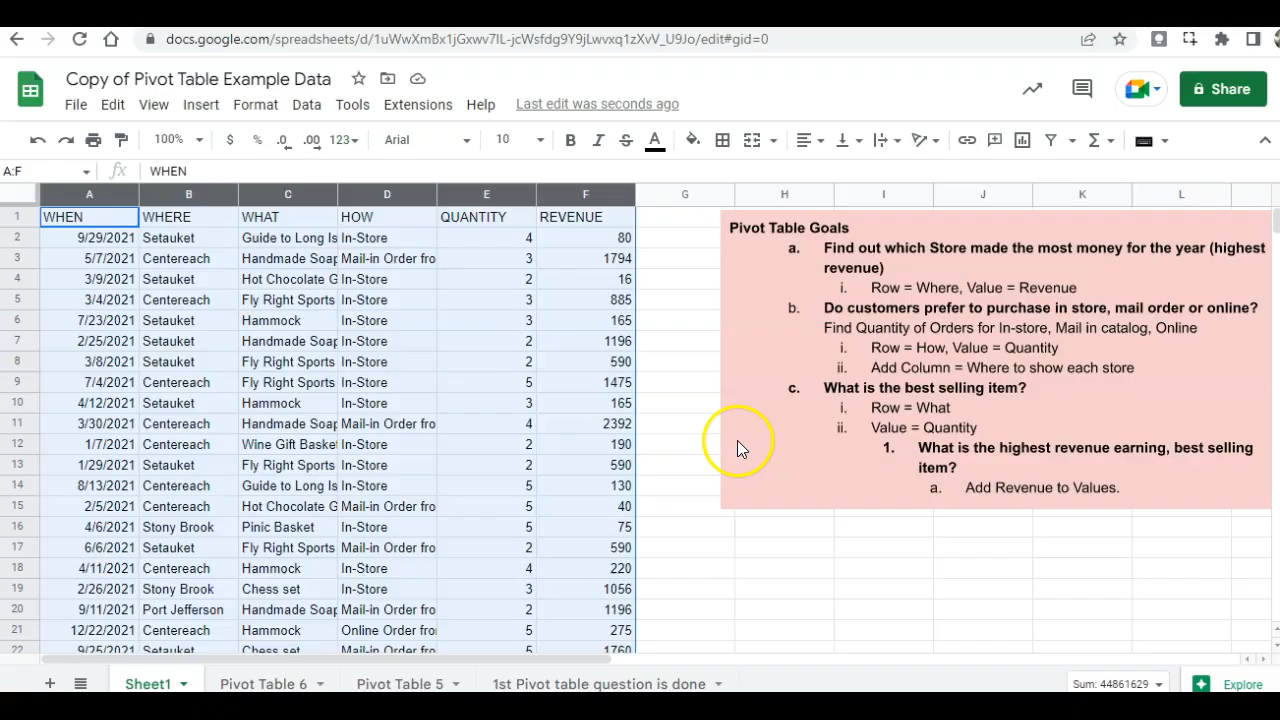 docs.google.com/spreadsheets/d/1uWwXmBx1jGxwv7IL-jcWsfdg9Y9jLwvxq1zXvV_U9Jo/edit#gid=0
Copy of Pivot Table Example Data
File Edit View Insert Format Data Tools Extensions Help Last edit was seconds ago
Share
100% $ % .0 .00 123 Arial 10 B I S A
A:F fx WHEN
A B C D E F G H I J K L
1 WHEN WHERE WHAT HOW QUANTITY REVENUE
2 9/29/2021 Setauket Guide to Long Is In-Store 4 80
3 5/7/2021 Centereach Handmade Soap Mail-in Order fro 3 1794
4 3/9/2021 Setauket Hot Chocolate G In-Store 2 16
5 3/4/2021 Centereach Fly Right Sports In-Store 3 885
6 7/23/2021 Setauket Hammock In-Store 3 165
7 2/25/2021 Setauket Handmade Soap In-Store 2 1196
8 3/8/2021 Setauket Fly Right Sports In-Store 2 590
9 7/4/2021 Centereach Fly Right Sports In-Store 5 1475
10 4/12/2021 Setauket Hammock In-Store 3 165
11 3/30/2021 Centereach Handmade Soap Mail-in Order fro 4 2392
12 1/7/2021 Centereach Wine Gift Basket In-Store 2 190
13 1/29/2021 Setauket Fly Right Sports In-Store 2 590
14 8/13/2021 Centereach Guide to Long Is In-Store 5 130
15 2/5/2021 Centereach Hot Chocolate G Mail-in Order fro 5 40
16 4/6/2021 Stony Brook Pinic Basket In-Store 5 75
17 6/6/2021 Setauket Fly Right Sports Mail-in Order fro 2 590
18 4/11/2021 Centereach Hammock In-Store 4 220
19 2/26/2021 Stony Brook Chess set In-Store 3 1056
20 9/11/2021 Port Jefferson Handmade Soap Mail-in Order fro 2 1196
21 12/22/2021 Centereach Hammock Online Order fro 5 275
22 9/25/2021 Setauket Chess set Mail-in Order fro 5 1760
Pivot Table Goals
a. Find out which Store made the most money for the year (highest
revenue)
i. Row = Where, Value = Revenue
b. Do customers prefer to purchase in store, mail order or online?
Find Quantity of Orders for In-store, Mail in catalog, Online
i. Row = How, Value = Quantity
ii. Add Column = Where to show each store
c. What is the best selling item?
i. Row = What
ii. Value = Quantity
1. What is the highest revenue earning, best selling
item?
a. Add Revenue to Values.
Sheet1 Pivot Table 6 Pivot Table 5 1st Pivot table question is done Sum: 44861629 Explore